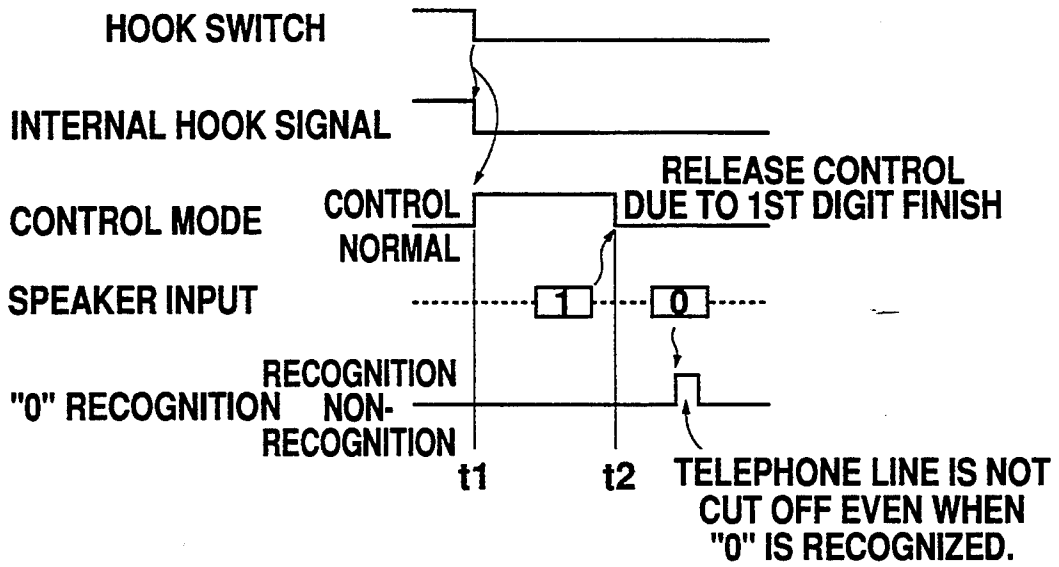 HOOK SWITCH
INTERNAL HOOK SIGNAL
CONTROL MODE
CONTROL
NORMAL
RELEASE CONTROL
DUE TO 1ST DIGIT FINISH
SPEAKER INPUT
1
0
"0" RECOGNITION
RECOGNITION
NON-
RECOGNITION
t1
t2
TELEPHONE LINE IS NOT
CUT OFF EVEN WHEN
"0" IS RECOGNIZED.